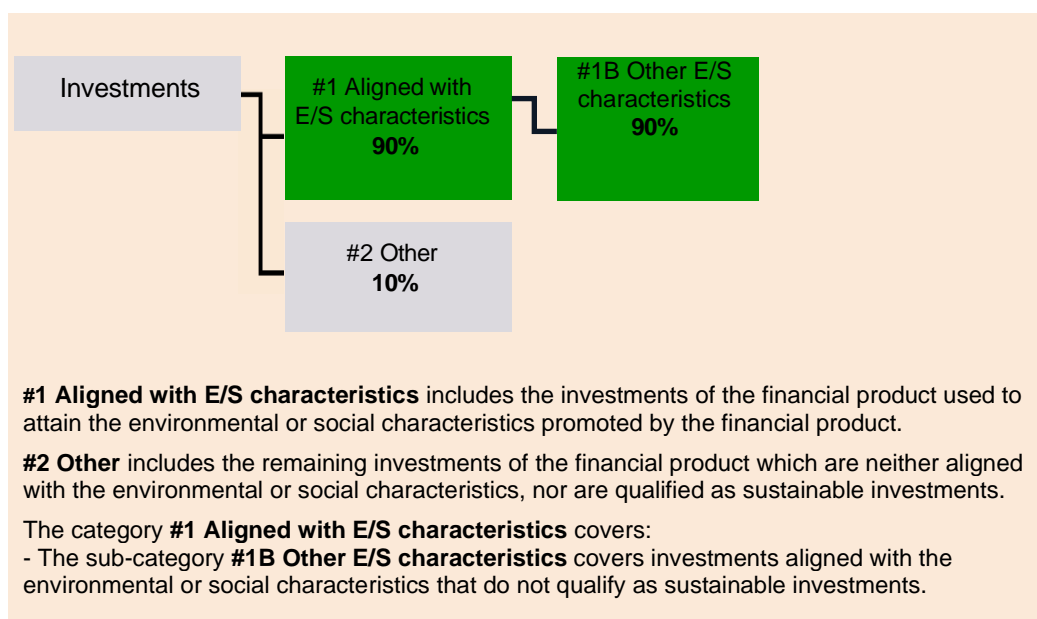 Investments
#1 Aligned with
E/S characteristics
90%
#1B Other E/S
characteristics
90%
#2 Other
10%
#1 Aligned with E/S characteristics includes the investments of the financial product used to
attain the environmental or social characteristics promoted by the financial product.
#2 Other includes the remaining investments of the financial product which are neither aligned
with the environmental or social characteristics, nor are qualified as sustainable investments.
The category #1 Aligned with E/S characteristics covers:
- The sub-category #1B Other E/S characteristics covers investments aligned with the
environmental or social characteristics that do not qualify as sustainable investments.